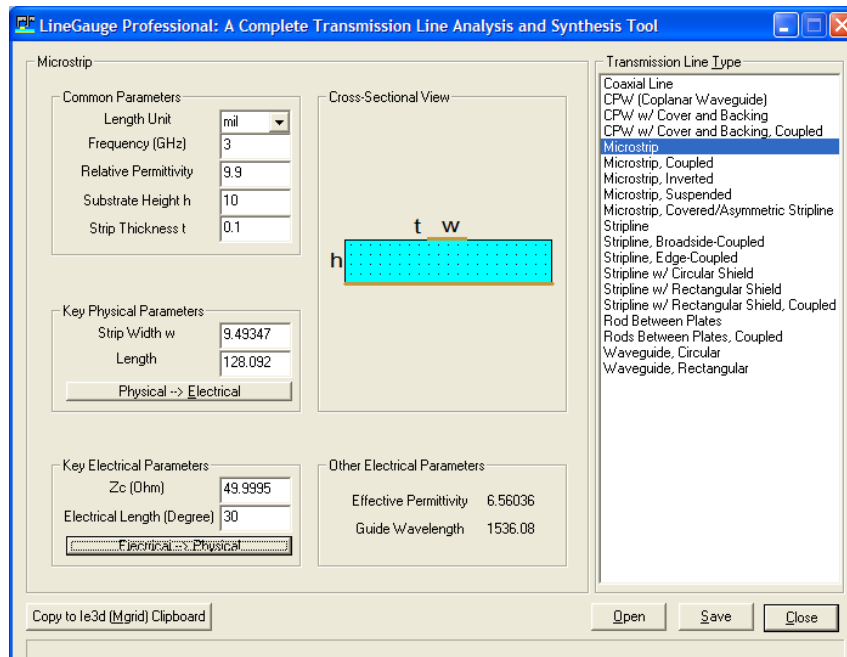 LineGauge Professional: A Complete Transmission Line Analysis and Synthesis Tool
Microstrip
Common Parameters
Length Unit mil
Frequency (GHz) 3
Relative Permittivity 9.9
Substrate Height h 10
Strip Thickness t 0.1
Cross-Sectional View
t w
h
Key Physical Parameters
Strip Width w 9.49347
Length 128.092
Physical --> Electrical
Key Electrical Parameters
Zc (Ohm) 49.9995
Electrical Length (Degree) 30
Electrical --> Physical
Other Electrical Parameters
Effective Permittivity 6.56036
Guide Wavelength 1536.08
Transmission Line Type
Coaxial Line
CPW (Coplanar Waveguide)
CPW w/ Cover and Backing
CPW w/ Cover and Backing, Coupled
Microstrip
Microstrip, Coupled
Microstrip, Inverted
Microstrip, Suspended
Microstrip, Covered/Asymmetric Stripline
Stripline
Stripline, Broadside-Coupled
Stripline, Edge-Coupled
Stripline w/ Circular Shield
Stripline w/ Rectangular Shield
Stripline w/ Rectangular Shield, Coupled
Rod Between Plates
Rods Between Plates, Coupled
Waveguide, Circular
Waveguide, Rectangular
Copy to Ie3d (Mgrid) Clipboard
Open
Save
Close